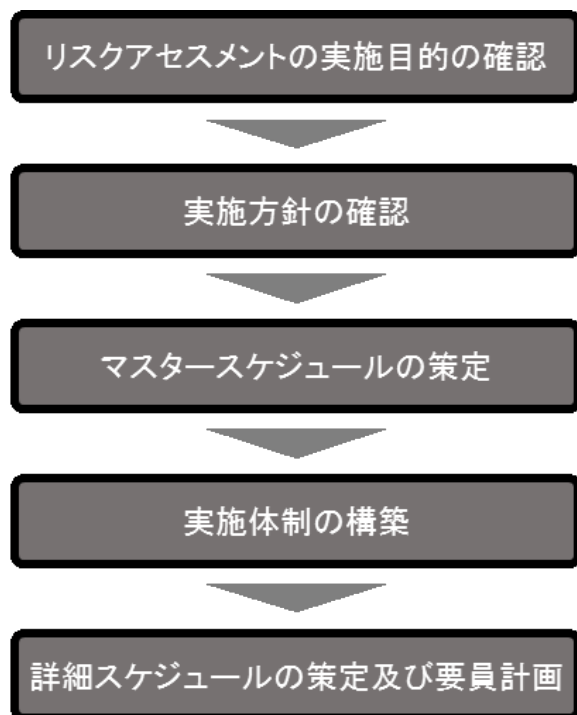 リスクアセスメントの実施目的の確認
実施方針の確認
マスタースケジュールの策定
実施体制の構築
詳細スケジュールの策定及び要員計画